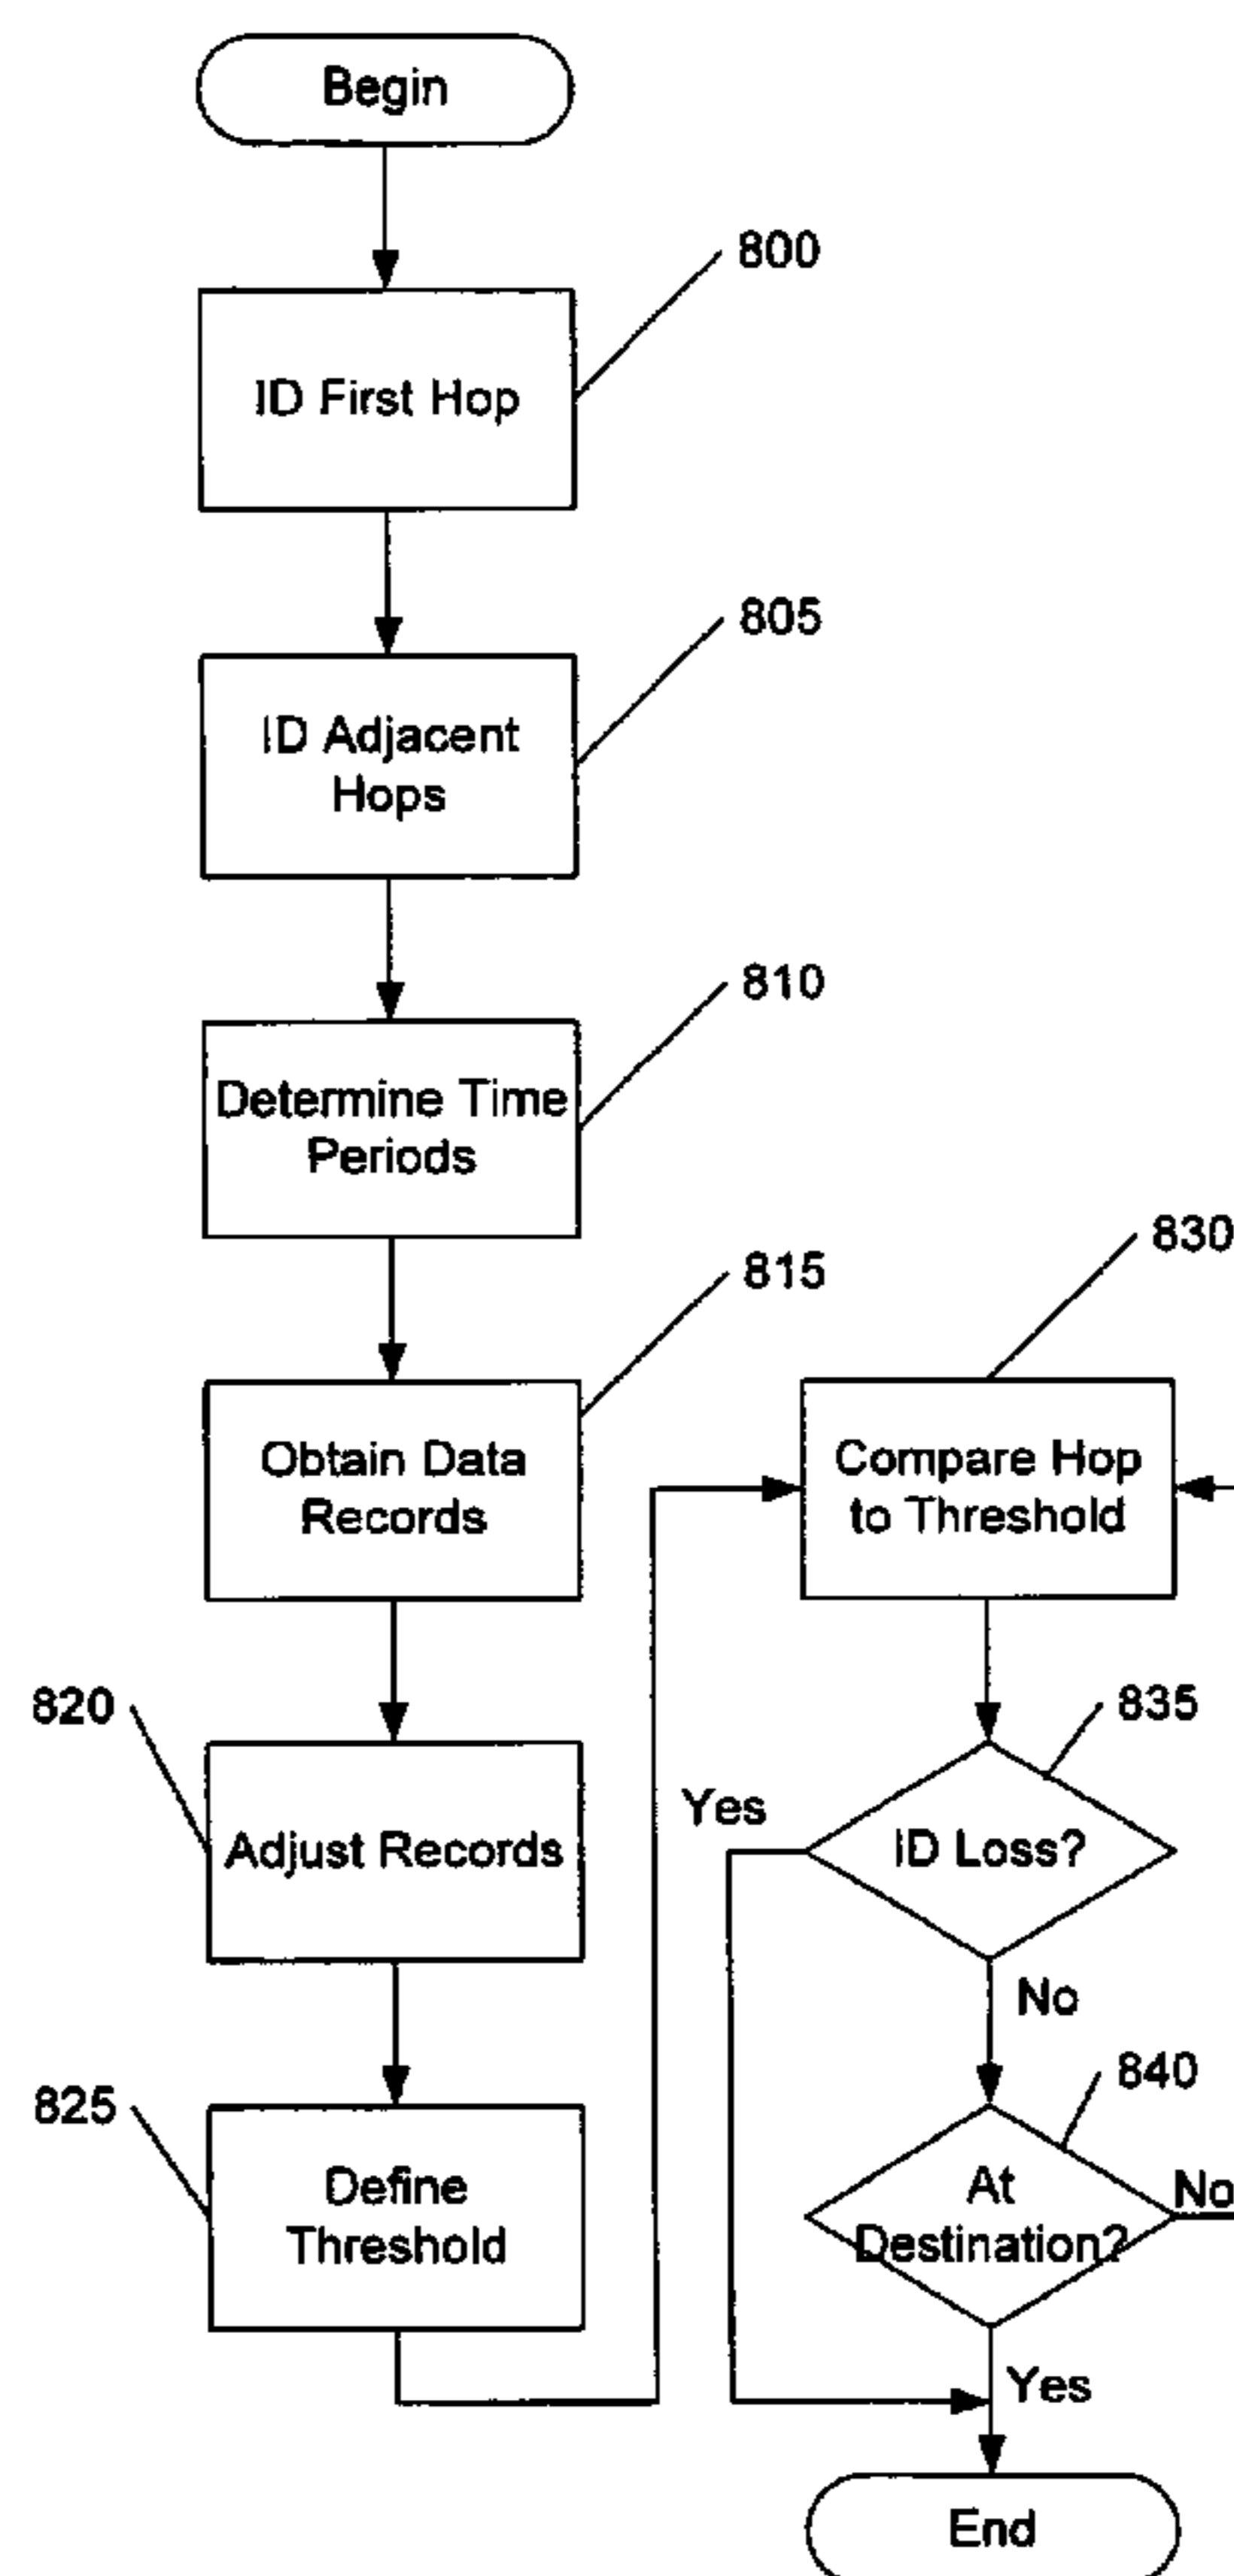 Begin
800
ID First Hop
805
ID Adjacent
Hops
810
Determine Time
Periods
815
Obtain Data
Records
820
Adjust Records
825
Define
Threshold
830
Compare Hop
to Threshold
835
ID Loss?
Yes
No
840
At
Destination?
No
Yes
End